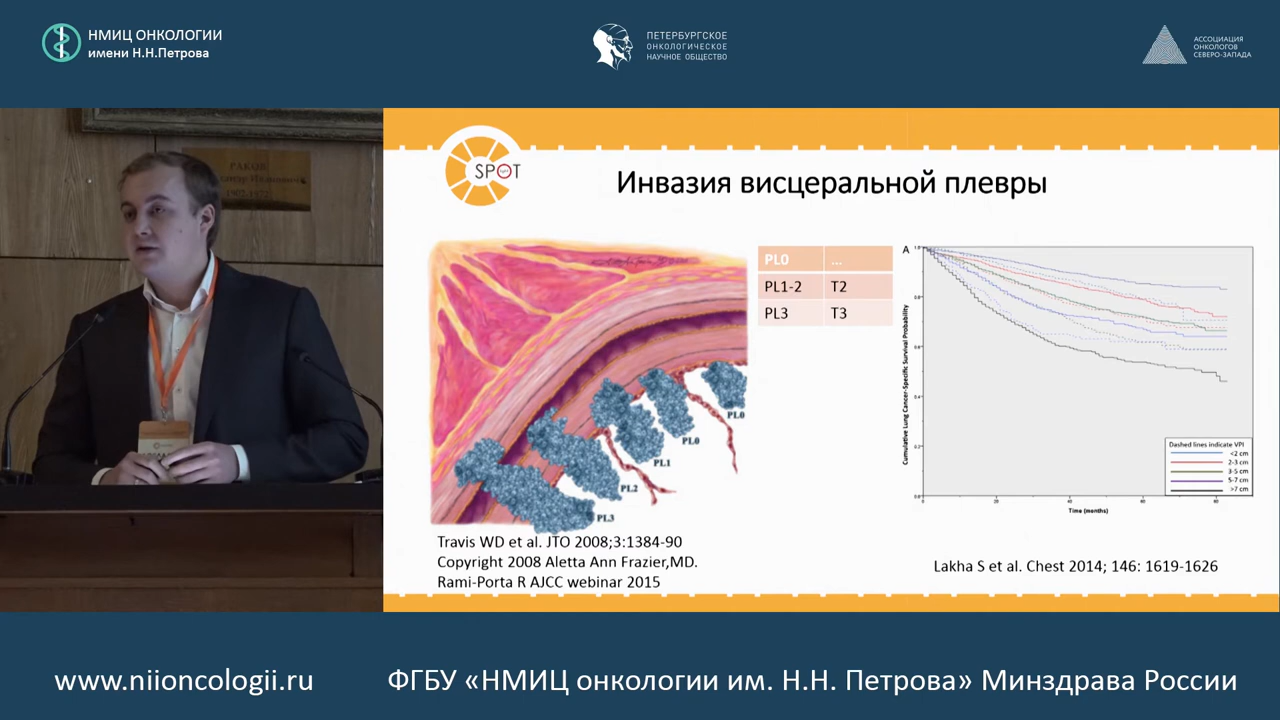 НМИЦ ОНКОЛОГИИ
имени Н.Н.Петрова
ПЕТЕРБУРГСКОЕ
ОНКОЛОГИЧЕСКОЕ
НАУЧНОЕ ОБЩЕСТВО
АССОЦИАЦИЯ
ОНКОЛОГОВ
СЕВЕРО-ЗАПАДА
РАКОВ
SPOT
Инвазия висцеральной плевры
PL0 ...
PL1-2 T2
PL3 T3
PL0
PL0
PL1
PL2
PL3
A
Cumulative Lung Cancer-Specific Survival Probability
Time (months)
Dashed lines indicate VPI
<2 cm
2-3 cm
3-5 cm
5-7 cm
>7 cm
Travis WD et al. JTO 2008;3:1384-90
Copyright 2008 Aletta Ann Frazier,MD.
Rami-Porta R AJCC webinar 2015
Lakha S et al. Chest 2014; 146: 1619-1626
www.niioncologii.ru
ФГБУ «НМИЦ онкологии им. Н.Н. Петрова» Минздрава России